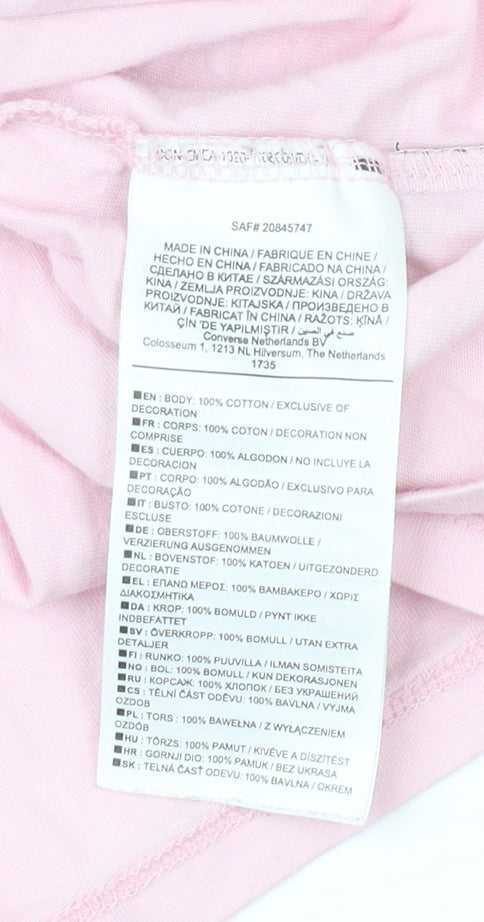 SAF# 20845747
MADE IN CHINA / FABRIQUE EN CHINE /
HECHO EN CHINA / FABRICADO NA CHINA /
СДЕЛАНО В КИТАЕ / SZÁRMAZÁSI ORSZÁG:
KINA / ZEMLJA PROIZVODNJE: KINA / DRŽAVA
PROIZVODNJE: KITAJSKA / ПРОИЗВЕДЕНО В
КИТАЙ / FABRICAT ÎN CHINA / RAŽOTS: ĶĪNĀ /
ÇİN 'DE YAPILMIŞTIR / صنع في الصين
Converse Netherlands BV
Colosseum 1, 1213 NL Hilversum, The Netherlands
1735
EN : BODY: 100% COTTON / EXCLUSIVE OF
DECORATION
FR : CORPS: 100% COTON / DECORATION NON
COMPRISE
ES : CUERPO: 100% ALGODON / NO INCLUYE LA
DECORACION
PT : CORPO: 100% ALGODÃO / EXCLUSIVO PARA
DECORAÇÃO
IT : BUSTO: 100% COTONE / DECORAZIONI
ESCLUSE
DE : OBERSTOFF: 100% BAUMWOLLE /
VERZIERUNG AUSGENOMMEN
NL : BOVENSTOF: 100% KATOEN / UITGEZONDERD
DECORATIE
EL : ΕΠΑΝΩ ΜΕΡΟΣ: 100% ΒΑΜΒΑΚΕΡΟ / ΧΩΡΙΣ
ΔΙΑΚΟΣΜΗΤΙΚΑ
DA : KROP: 100% BOMULD / PYNT IKKE
INDBEFATTET
SV : ÖVERKROPP: 100% BOMULL / UTAN EXTRA
DETALJER
FI : RUNKO: 100% PUUVILLA / ILMAN SOMISTEITA
NO : BOL: 100% BOMULL / KUN DEKORASJONEN
RU : КОРСАЖ: 100% ХЛОПОК / БЕЗ УКРАШЕНИЙ
CS : TĚLNÍ ČÁST ODĚVU: 100% BAVLNA / VYJMA
OZDOB
PL : TORS : 100% BAWEŁNA / Z WYŁĄCZENIEM
OZDÓB
HU : TÖRZS: 100% PAMUT / KIVÉVE A DÍSZÍTÉST
HR : GORNJI DIO: 100% PAMUK / BEZ UKRASA
SK : TELNÁ ČASŤ ODEVU: 100% BAVLNA / OKREM